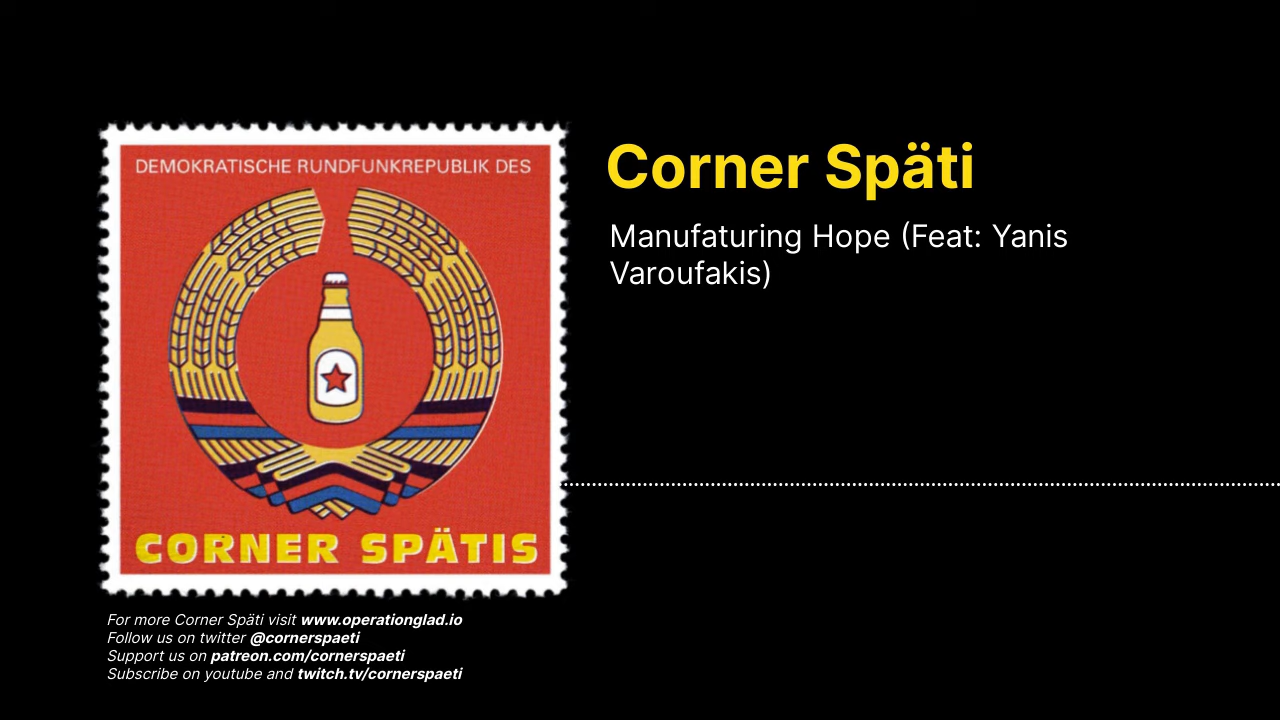 DEMOKRATISCHE RUNDFUNKREPUBLIK DES
CORNER SPÄTIS
Corner Späti
Manufaturing Hope (Feat: Yanis
Varoufakis)
For more Corner Späti visit www.operationglad.io
Follow us on twitter @cornerspaeti
Support us on patreon.com/cornerspaeti
Subscribe on youtube and twitch.tv/cornerspaeti